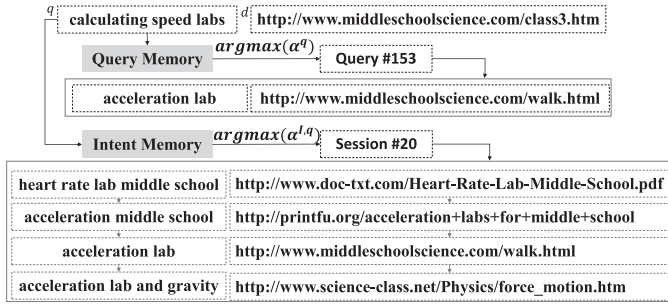 q calculating speed labs d http://www.middleschoolscience.com/class3.htm
Query Memory argmax(α^q) Query #153
acceleration lab http://www.middleschoolscience.com/walk.html
Intent Memory argmax(α^{I,q}) Session #20
heart rate lab middle school http://www.doc-txt.com/Heart-Rate-Lab-Middle-School.pdf
acceleration middle school http://printfu.org/acceleration+labs+for+middle+school
acceleration lab http://www.middleschoolscience.com/walk.html
acceleration lab and gravity http://www.science-class.net/Physics/force_motion.htm